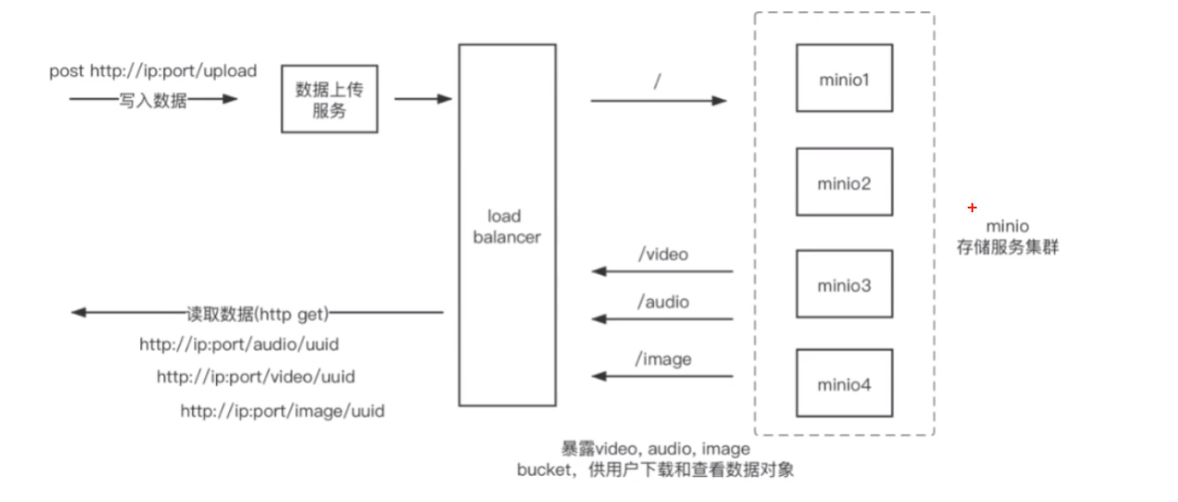 post http://ip:port/upload
写入数据
数据上传
服务
load
balancer
/
/video
/audio
/image
minio1
minio2
minio3
minio4
minio
存储服务集群
读取数据(http get)
http://ip:port/audio/uuid
http://ip:port/video/uuid
http://ip:port/image/uuid
暴露video, audio, image
bucket，供用户下载和查看数据对象